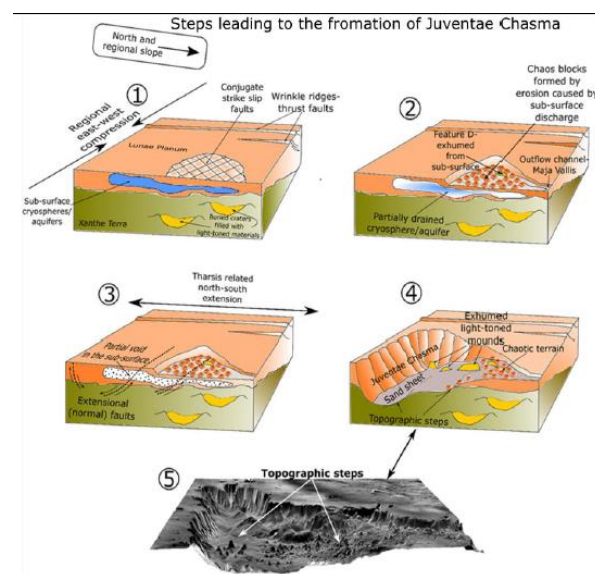 Steps leading to the fromation of Juventae Chasma
North and
regional slope
①
Regional
east-west
compression
Conjugate
strike slip
faults
Wrinkle ridges-
thrust faults
Lunae Planum
Sub-surface
cryospheres/
aquifers
Xanthe Terra
Buried craters
filled with
light-toned materials
②
Chaos blocks
formed by
erosion caused by
sub-surface
discharge
Feature D-
exhumed
from
sub-surface
Outflow channel-
Maja Vallis
Partially drained
cryosphere/aquifer
③
Tharsis related
north-south
extension
Partial void
in the sub-surface
Extensional
(normal) faults
④
Exhumed
light-toned
mounds
Chaotic terrain
Juventae Chasma
Sand sheet
Topographic steps
⑤
Topographic steps